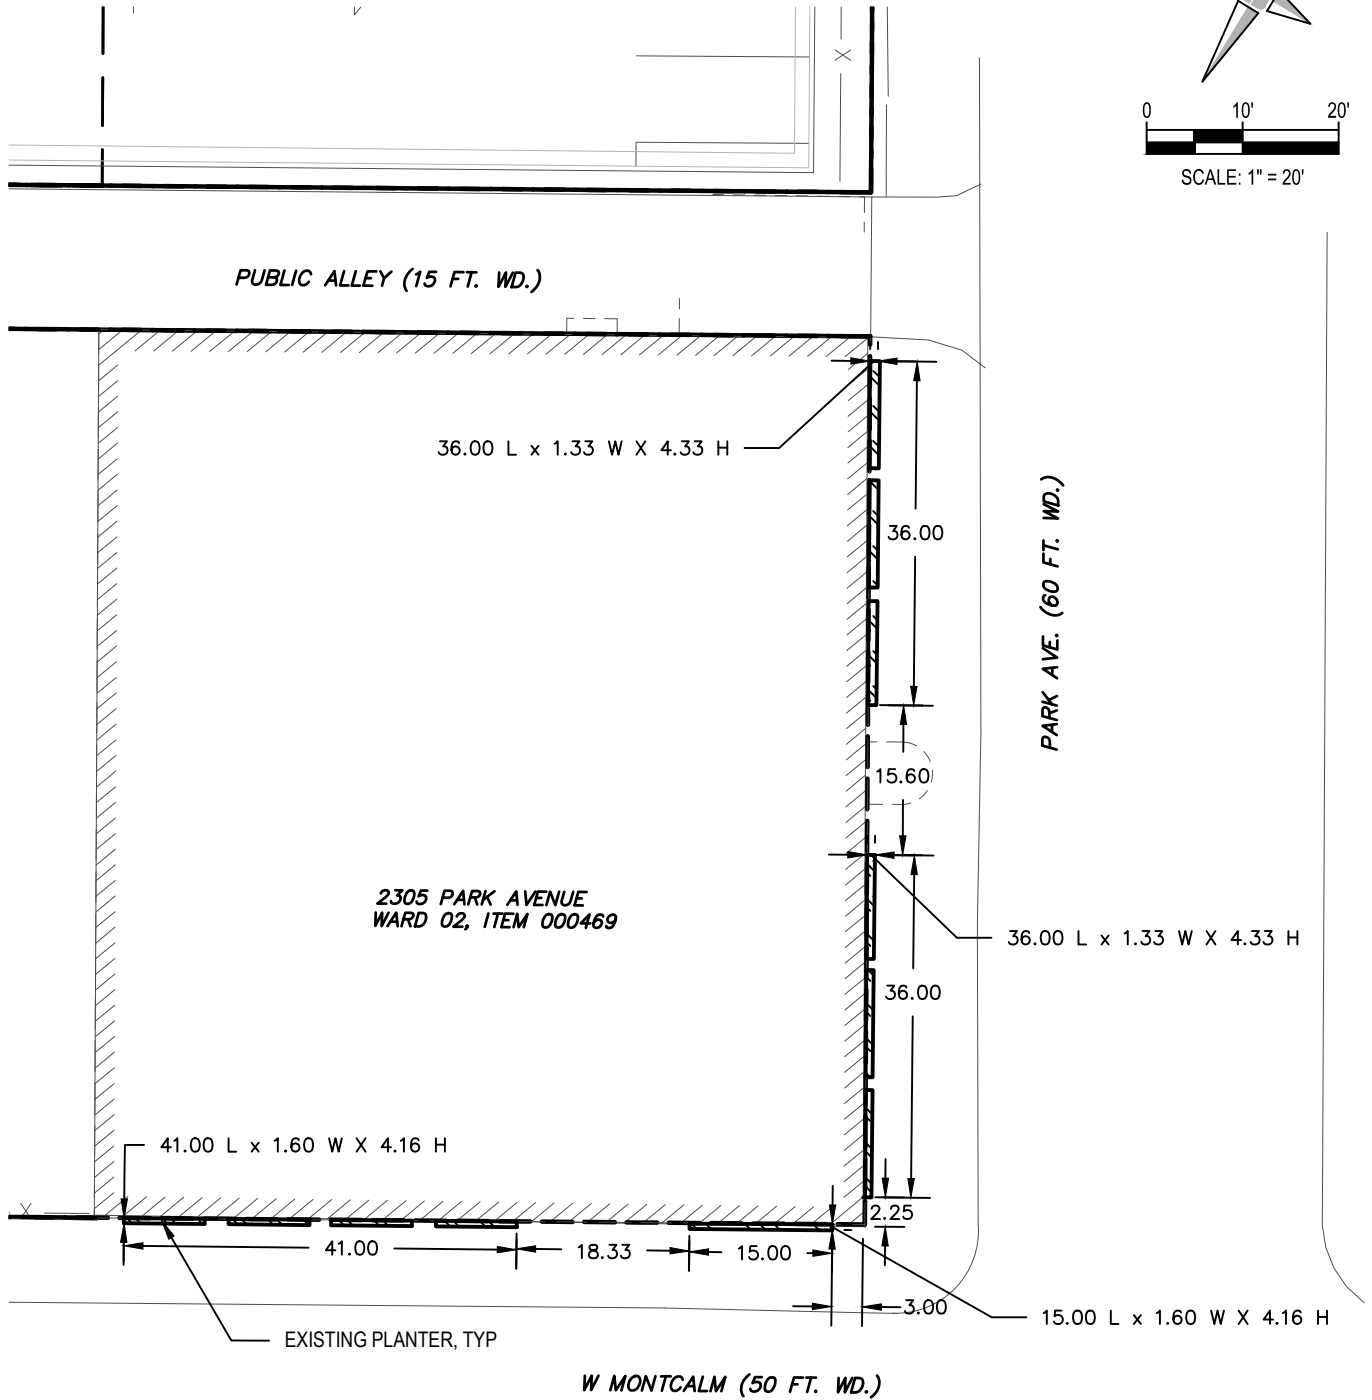 X
0 10' 20'
SCALE: 1" = 20'
PUBLIC ALLEY (15 FT. WD.)
36.00 L x 1.33 W X 4.33 H
36.00
PARK AVE. (60 FT. WD.)
15.60
2305 PARK AVENUE
WARD 02, ITEM 000469
36.00 L x 1.33 W X 4.33 H
36.00
41.00 L x 1.60 W X 4.16 H
X
2.25
41.00
18.33
15.00
3.00
15.00 L x 1.60 W X 4.16 H
EXISTING PLANTER, TYP
W MONTCALM (50 FT. WD.)